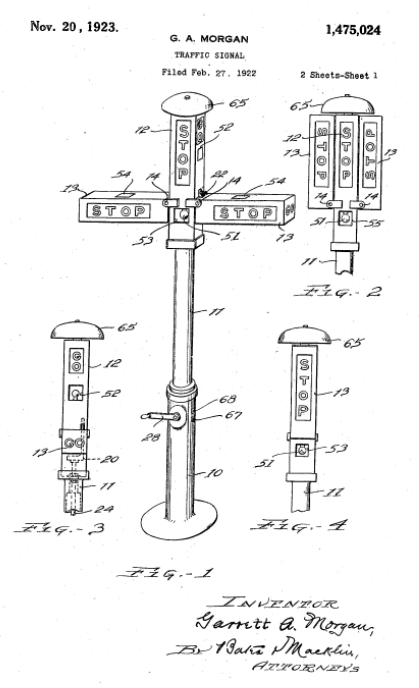 Nov. 20, 1923.
1,475,024
G. A. MORGAN
TRAFFIC SIGNAL
Filed Feb. 27. 1922
2 Sheets-Sheet 1
65
12
STOP
GO
52
54
13
14
22
14
54
STOP
STOP
53
51
13
11
68
67
28
10
FIG.-1
65
12
13
STOP
STOP
STOP
13
14
14
51
55
11
FIG.-2
65
GO
12
52
13
GO
20
11
24
FIG.-3
65
STOP
13
51
53
11
FIG.-4
INVENTOR
Garrett A. Morgan,
By Bates & Macklin,
ATTORNEYS